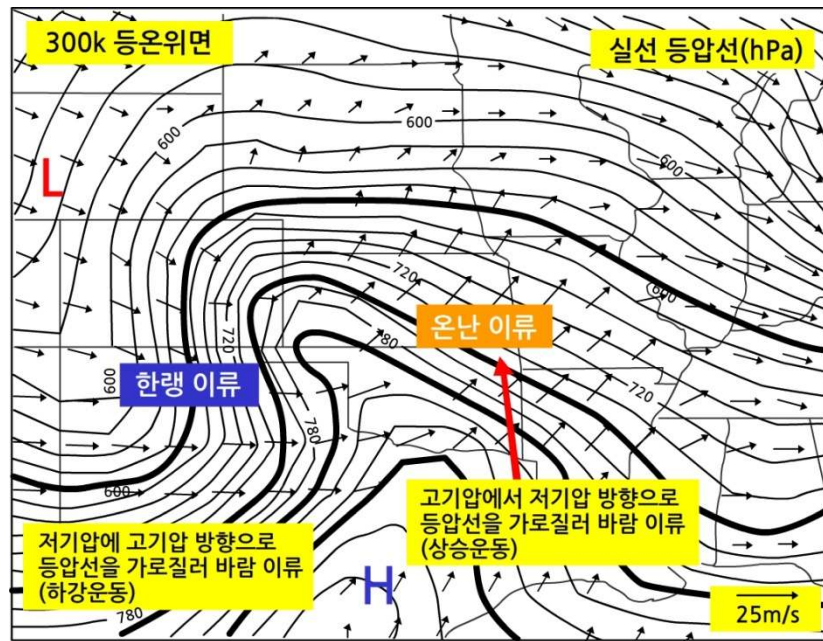 300k 등온위면
실선 등압선(hPa)
600
600
L
600
720
600
온난 이류
720
780
한랭 이류
600
720
780
600
고기압에서 저기압 방향으로
등압선을 가로질러 바람 이류
(상승운동)
저기압에 고기압 방향으로
등압선을 가로질러 바람 이류
(하강운동)
H
780
25m/s